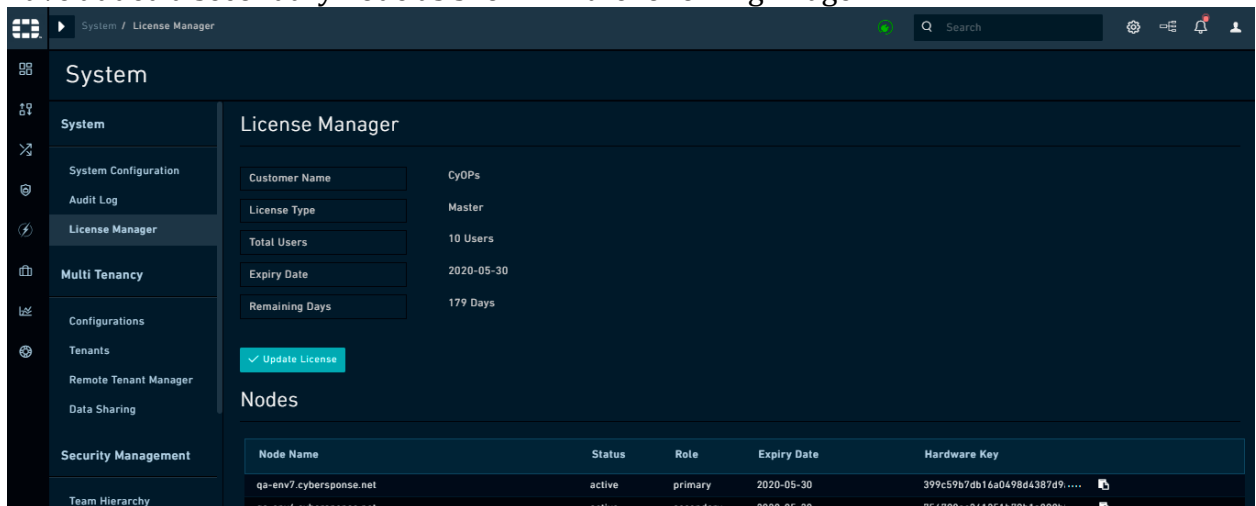 System / License Manager
Search
System
System
System Configuration
Audit Log
License Manager
Multi Tenancy
Configurations
Tenants
Remote Tenant Manager
Data Sharing
Security Management
Team Hierarchy
License Manager
Customer Name CyOPs
License Type Master
Total Users 10 Users
Expiry Date 2020-05-30
Remaining Days 179 Days
Update License
Nodes
Node Name Status Role Expiry Date Hardware Key
qa-env7.cybersponse.net active primary 2020-05-30 399c59b7db16a0498d4387d9.....